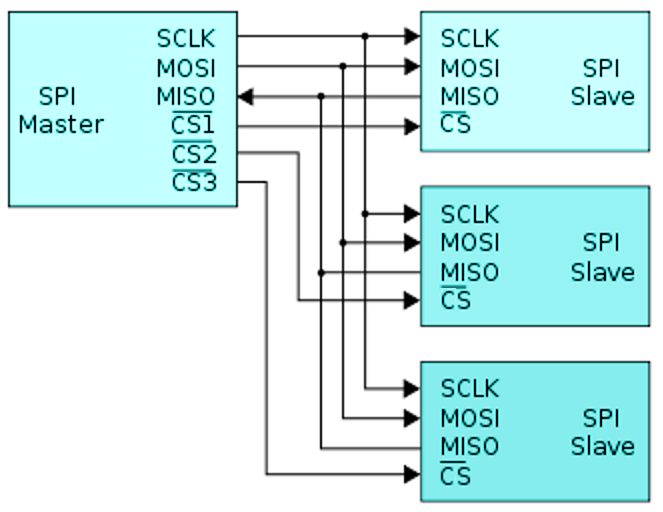 SPI
Master
SCLK
MOSI
MISO
CS1
CS2
CS3
SCLK
MOSI
MISO
CS
SPI
Slave
SCLK
MOSI
MISO
CS
SPI
Slave
SCLK
MOSI
MISO
CS
SPI
Slave